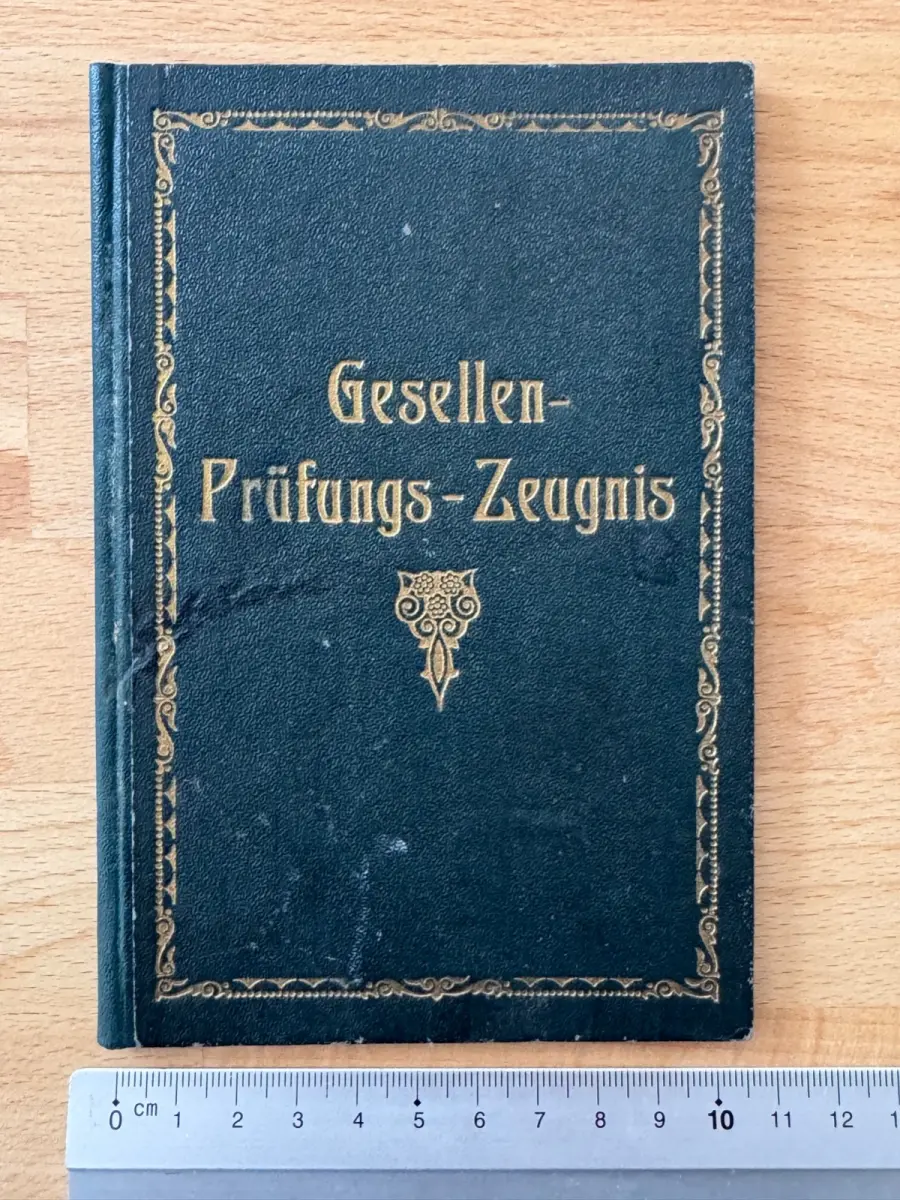 Gesellen-
Prüfungs-Zeugnis
0 cm 1 2 3 4 5 6 7 8 9 10 11 12